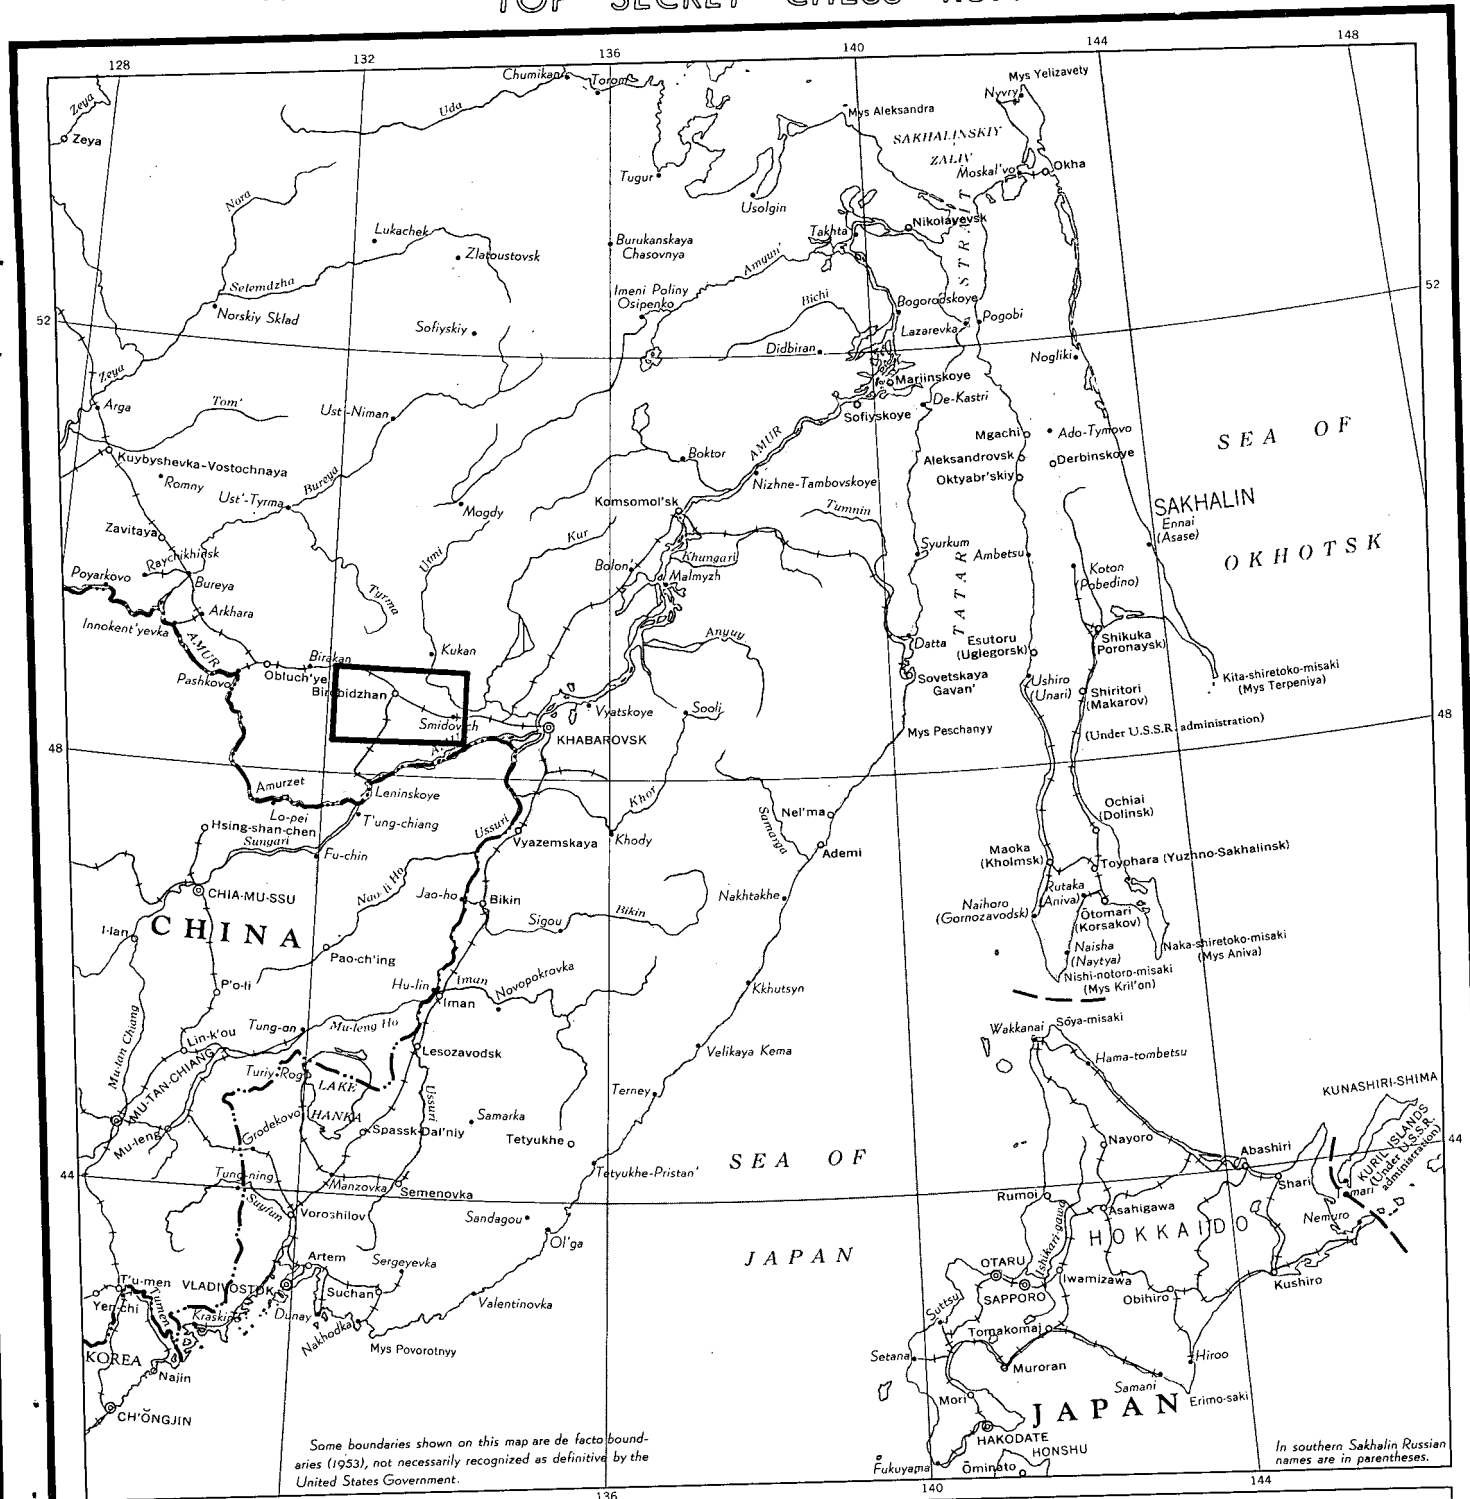 TOP SECRET CHESS
128
132
136
140
144
148
Chumikan
Torom
Mys Yelizavety
Nyvry
Zeya
Zeya
Uda
Mys Aleksandra
SAKHALINSKIY
ZALIV
Moskal'vo
Okha
Tugur
Usolgin
Nora
Lukachek
Zlatoustovsk
Burukanskaya
Chasovnya
Takhta
Nikolayevsk
STRAIT
Amgun'
Selemdzha
Norskiy Sklad
Imeni Poliny
Osipenko
Bichi
Bogorodskoye
Lazarevka
Pogobi
52
52
Sofiyskiy
Didbiran
Nogliki
Zeya
Mariinskoye
Arga
Tom'
Ust'-Niman
Sofiyskoye
De-Kastri
SEA OF
AMUR
Mgachi
Ado-Tymovo
Aleksandrovsk
Derbinskoye
Oktyabr'skiy
Kuybyshevka-Vostochnaya
Romny
Bureya
Boktor
Nizhne-Tambovskoye
Ust'-Tyrma
Mogdy
Komsomol'sk
Tumnin
SAKHALIN
Ennai
(Asase)
Zavitaya
Urmi
Kur
Khungari
Syurkum
Ambetsu
OKHOTSK
Raychikhinsk
Poyarkovo
Bureya
Bolon'
Malmyzh
Koton
(Pobedino)
Tyrma
TATAR
Arkhara
Innokent'yevka
AMUR
Anyuy
Datta
Esutoru
(Uglegorsk)
Shikuka
(Poronaysk)
Kukan
Birakan
Obluch'ye
Pashkovo
Birobidzhan
Sovetskaya
Gavan'
Ushiro
(Unari)
Shiritori
(Makarov)
Kita-shiretoko-misaki
(Mys Terpeniya)
Smidovich
Vyatskoye
Sooli
KHABAROVSK
Mys Peschanyy
(Under U.S.S.R. administration)
48
48
Amurzet
Leninskoye
Khor
Samarga
Nel'ma
Ochiai
(Dolinsk)
Lo-pei
Hsing-shan-chen
T'ung-chiang
Sungari
Fu-chin
Ussuri
Vyazemskaya
Khody
Ademi
Maoka
(Kholmsk)
Toyohara (Yuzhno-Sakhalinsk)
CHIA-MU-SSU
Nao-li Ho
Jao-ho
Bikin
Sigou
Bikin
Nakhtakhe
Rutaka
(Aniva)
Naihoro
(Gornozavodsk)
Ōtomari
(Korsakov)
CHINA
I-lan
Pao-ch'ing
Naisha
(Naytya)
Naka-shiretoko-misaki
(Mys Aniva)
Nishi-notoro-misaki
(Mys Kril'on)
P'o-li
Hu-lin
Iman
Novopokrovka
Iman
Kkhutsyn
Mu-tan Chiang
Lin-k'ou
Tung-an
Mu-leng Ho
Lesozavodsk
Velikaya Kema
Wakkanai
Sōya-misaki
Hama-tombetsu
MU-TAN-CHIANG
Turiy Rog
LAKE
HANKA
Ussuri
Terney
KUNASHIRI-SHIMA
Mu-leng
Grodekovo
Spassk-Dal'niy
Samarka
Tetyukhe
SEA OF
Nayoro
Abashiri
KURIL ISLANDS
(Under U.S.S.R.
administration)
44
44
Tung-ning
Manzovka
Semenovka
Tetyukhe-Pristan'
Rumoi
Shari
Suyfun
Voroshilov
Sandagou
Ol'ga
Ishikari-gawa
Asahigawa
Nemuro
HOKKAIDO
JAPAN
Artem
Sergeyevka
OTARU
Iwamizawa
Kushiro
T'u-men
VLADIVOSTOK
Suchan
Valentinovka
SAPPORO
Obihiro
Yen-chi
Tumen
Kraskino
Dunay
Nakhodka
Mys Povorotnyy
Suttsu
Tomakomai
Setana
Hiroo
KOREA
Najin
Muroran
Samani
Erimo-saki
CH'ŎNGJIN
Mori
JAPAN
HAKODATE
HONSHU
Fukuyama
Ōminato
Some boundaries shown on this map are de facto bound-
aries (1953), not necessarily recognized as definitive by the
United States Government.
In southern Sakhalin Russian
names are in parentheses.
136
140
144